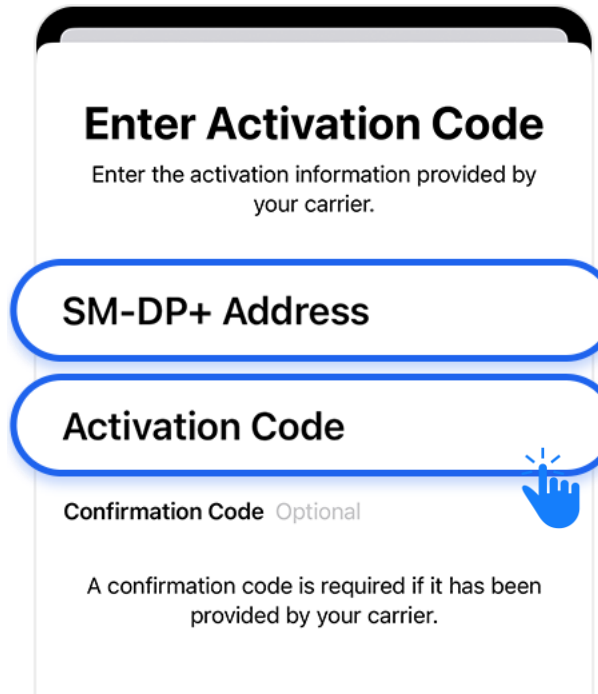 Enter Activation Code
Enter the activation information provided by
your carrier.
SM-DP+ Address
Activation Code
Confirmation Code Optional
A confirmation code is required if it has been
provided by your carrier.